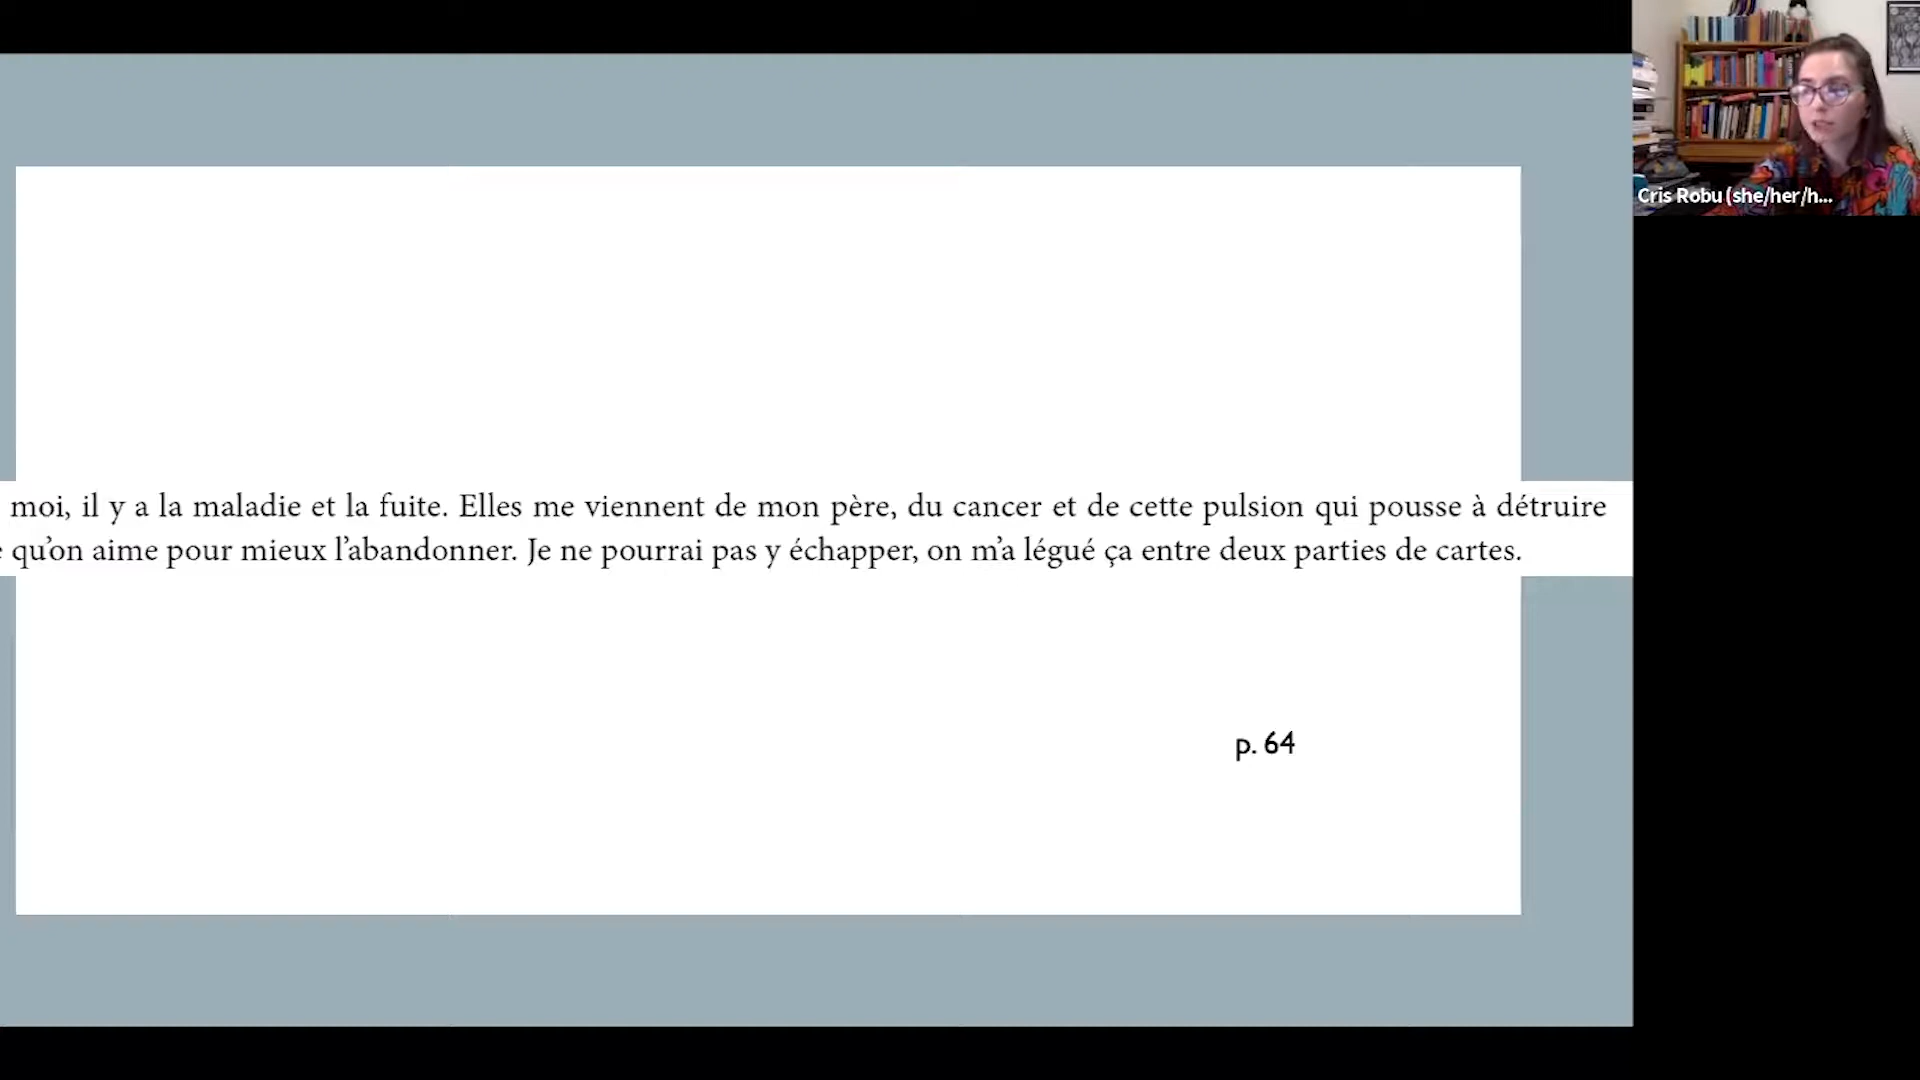 moi, il y a la maladie et la fuite. Elles me viennent de mon père, du cancer et de cette pulsion qui pousse à détruire
qu’on aime pour mieux l’abandonner. Je ne pourrai pas y échapper, on m’a légué ça entre deux parties de cartes.
p. 64
Cris Robu (she/her/h...